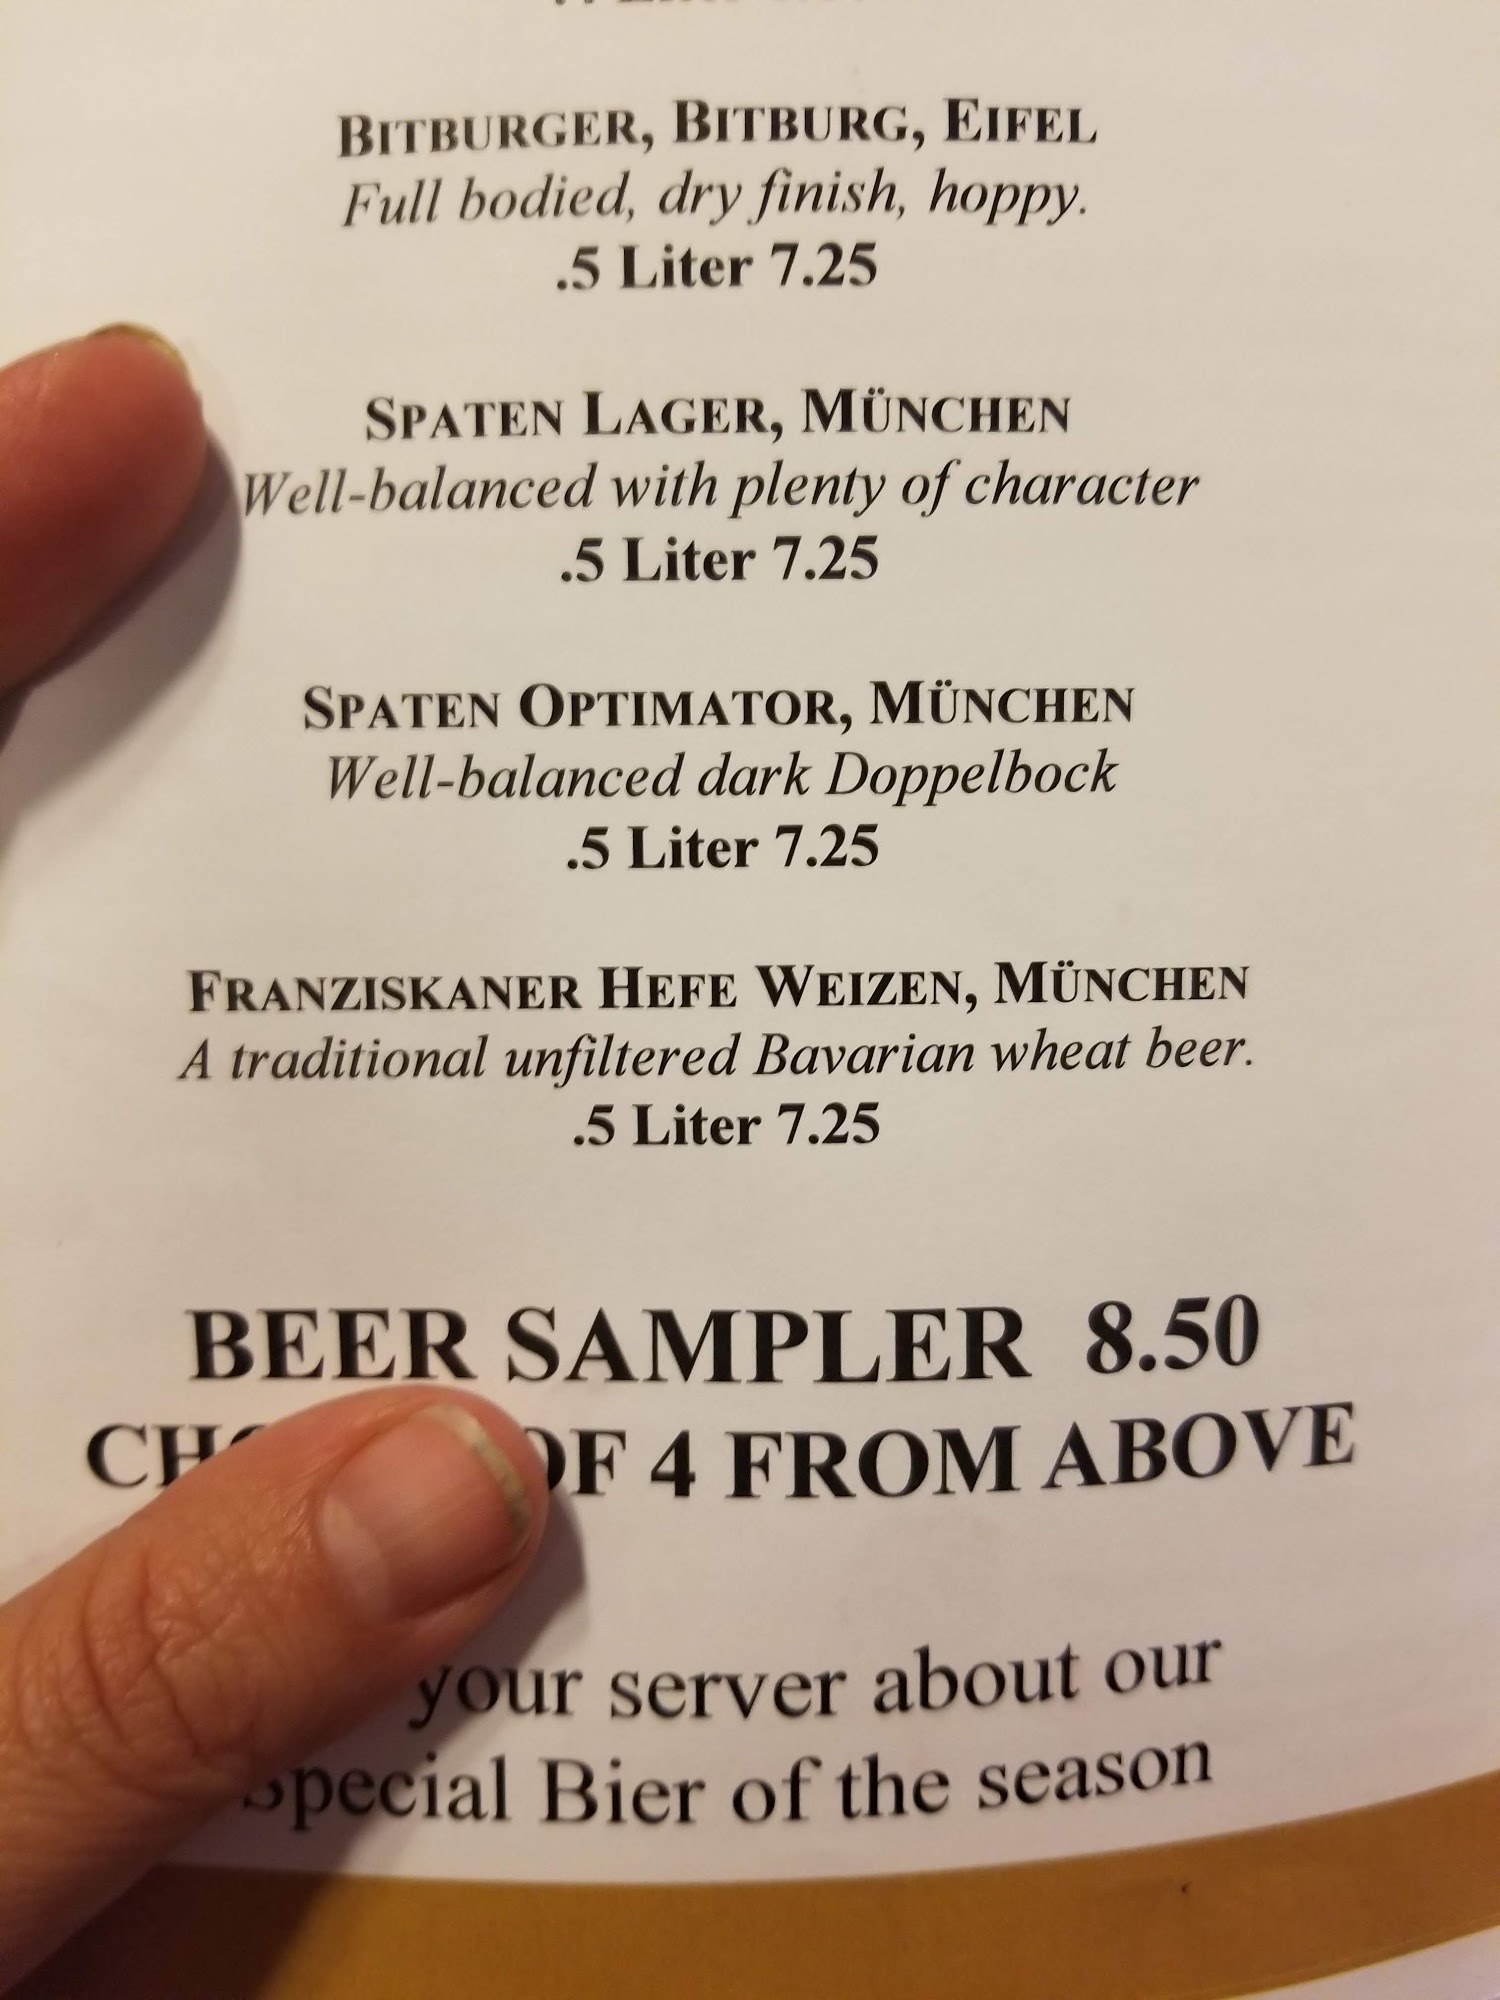 BITBURGER, BITBURG, EIFEL
Full bodied, dry finish, hoppy.
.5 Liter 7.25
SPATEN LAGER, MÜNCHEN
Well-balanced with plenty of character
.5 Liter 7.25
SPATEN OPTIMATOR, MÜNCHEN
Well-balanced dark Doppelbock
.5 Liter 7.25
FRANZISKANER HEFE WEIZEN, MÜNCHEN
A traditional unfiltered Bavarian wheat beer.
.5 Liter 7.25
BEER SAMPLER 8.50
OF 4 FROM ABOVE
your server about our
Special Bier of the season